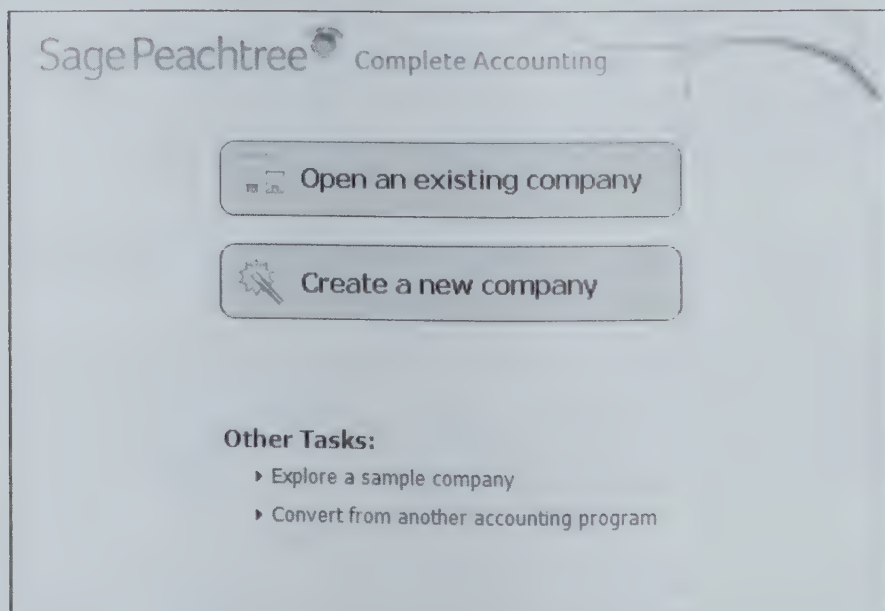 Sage Peachtree Complete Accounting
Open an existing company
Create a new company
Other Tasks:
Explore a sample company
Convert from another accounting program